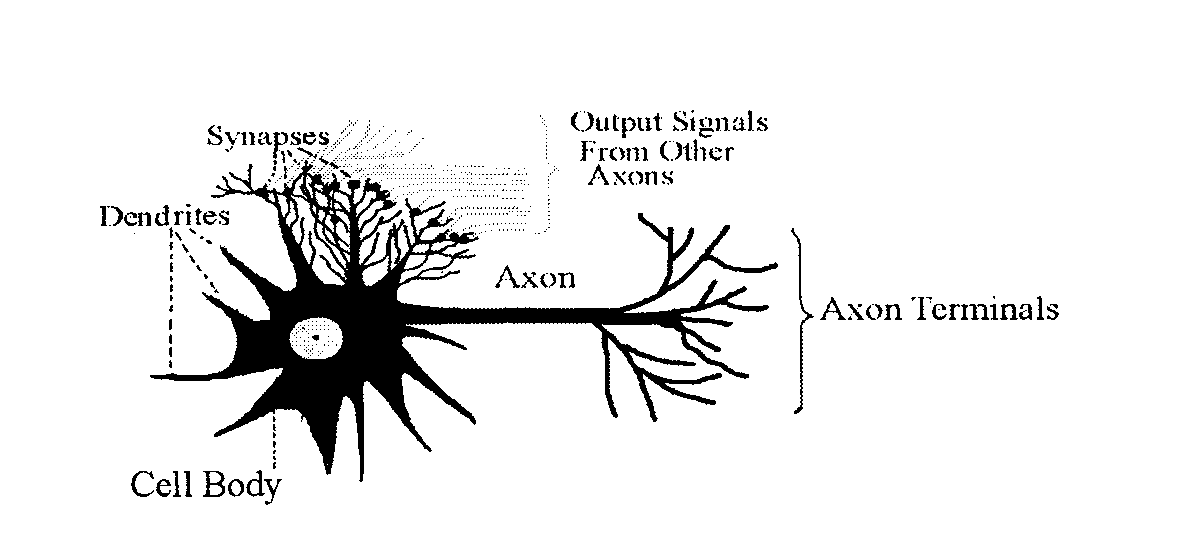 Synapses
Output Signals
From Other
Axons
Dendrites
Axon
Axon Terminals
Cell Body